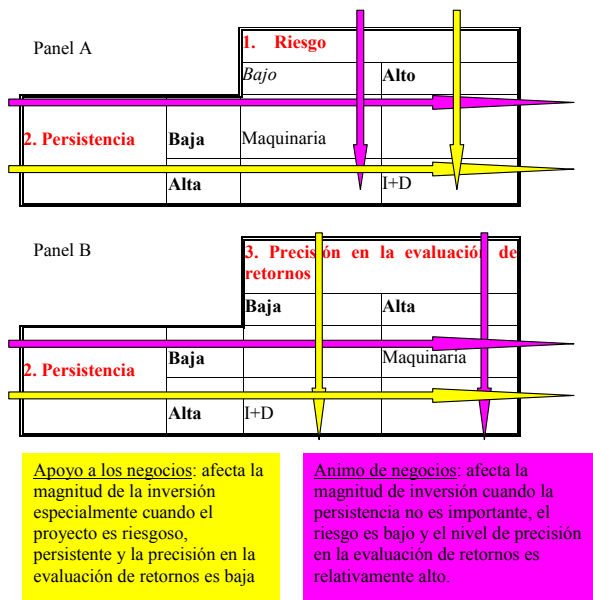 Panel A
1. Riesgo
Bajo Alto
2. Persistencia Baja Maquinaria
Alta I+D
Panel B
3. Precisión en la evaluación de
retornos
Baja Alta
2. Persistencia Baja Maquinaria
Alta I+D
Apoyo a los negocios: afecta la
magnitud de la inversión
especialmente cuando el
proyecto es riesgoso,
persistente y la precisión en la
evaluación de retornos es baja
Animo de negocios: afecta la
magnitud de inversión cuando la
persistencia no es importante, el
riesgo es bajo y el nivel de precisión
en la evaluación de retornos es
relativamente alto.